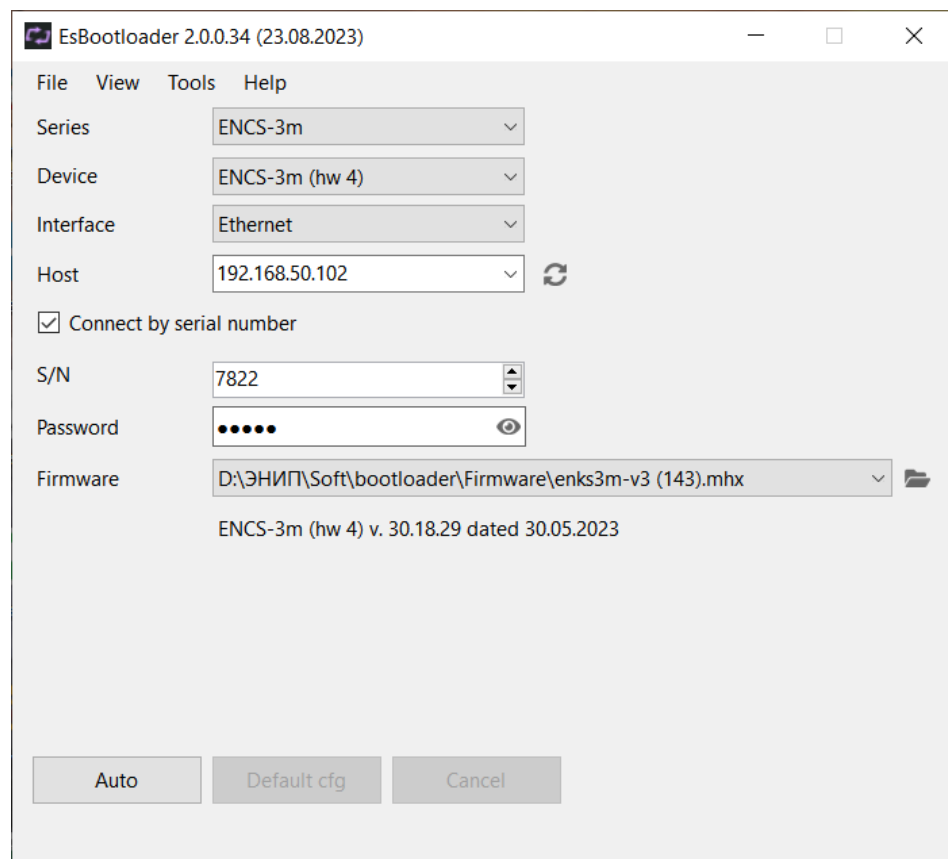 EsBootloader 2.0.0.34 (23.08.2023)
File View Tools Help
Series ENCS-3m
Device ENCS-3m (hw 4)
Interface Ethernet
Host 192.168.50.102
Connect by serial number
S/N 7822
Password ●●●●●
Firmware D:\ЭНИП\Soft\bootloader\Firmware\enks3m-v3 (143).mhx
ENCS-3m (hw 4) v. 30.18.29 dated 30.05.2023
Auto Default cfg Cancel